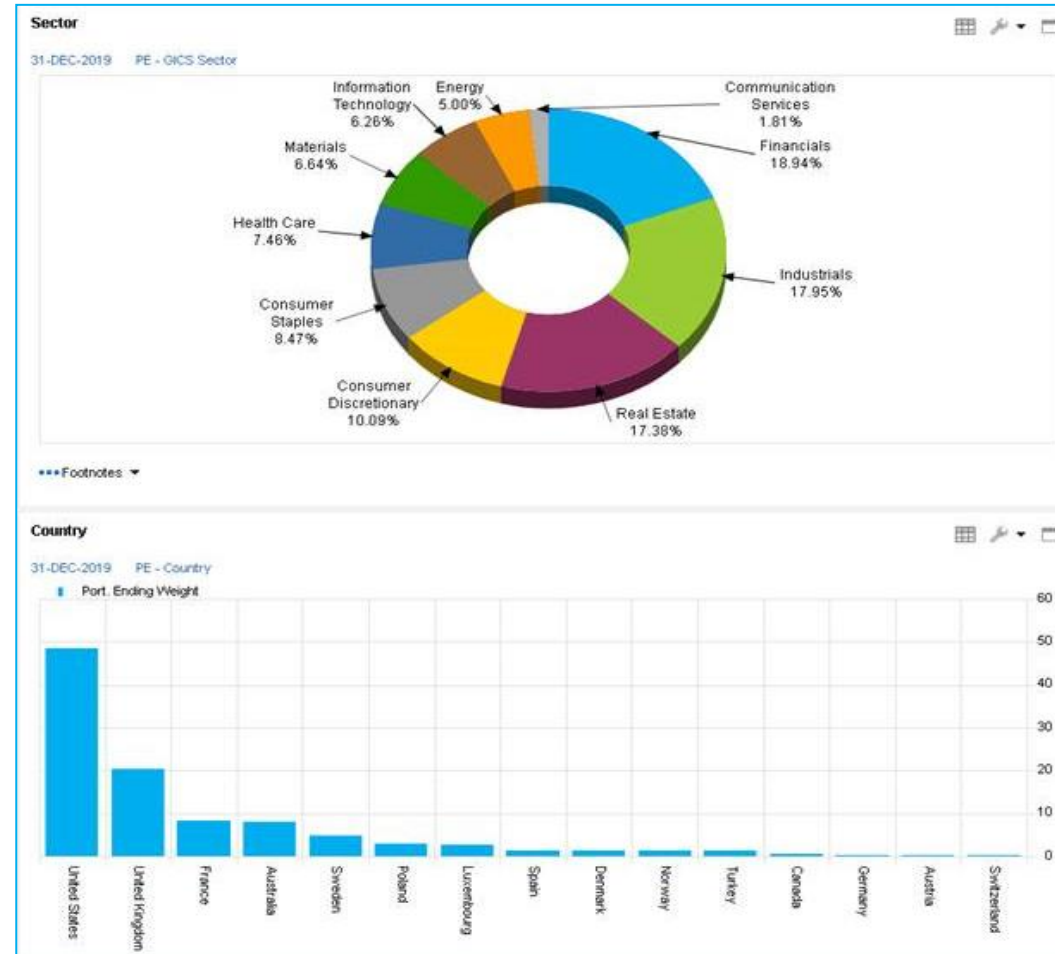 Sector
31-DEC-2019 PE - GICS Sector
Information
Technology
6.26%
Energy
5.00%
Communication
Services
1.81%
Materials
6.64%
Financials
18.94%
Health Care
7.46%
Industrials
17.95%
Consumer
Staples
8.47%
Consumer
Discretionary
10.09%
Real Estate
17.38%
Footnotes
Country
31-DEC-2019 PE - Country
Port. Ending Weight
60
50
40
30
20
10
0
United States
United Kingdom
France
Australia
Sweden
Poland
Luxembourg
Spain
Denmark
Norway
Turkey
Canada
Germany
Austria
Switzerland